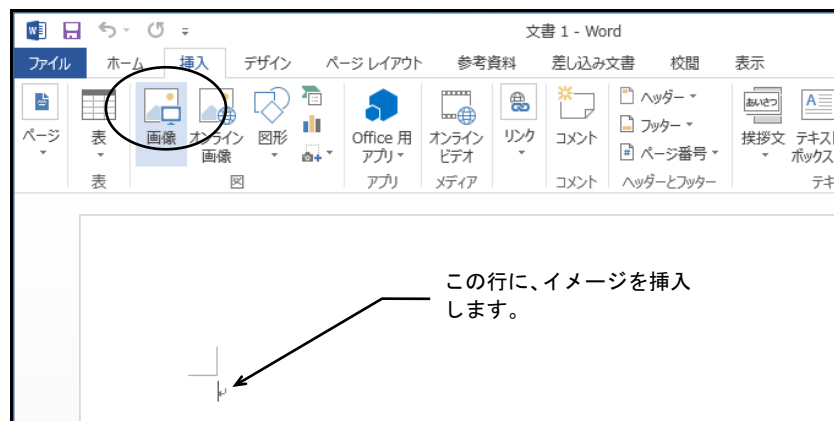 文書 1 - Word
ファイル ホーム 挿入 デザイン ページ レイアウト 参考資料 差し込み文書 校閲 表示
ページ
表
画像
オンライン
画像
図形
Office 用
アプリ
オンライン
ビデオ
リンク
コメント
ヘッダー
フッター
ページ番号
あいさつ
挨拶文
A
ボックス
表 図 アプリ メディア コメント ヘッダーとフッター
この行に、イメージを挿入
します。